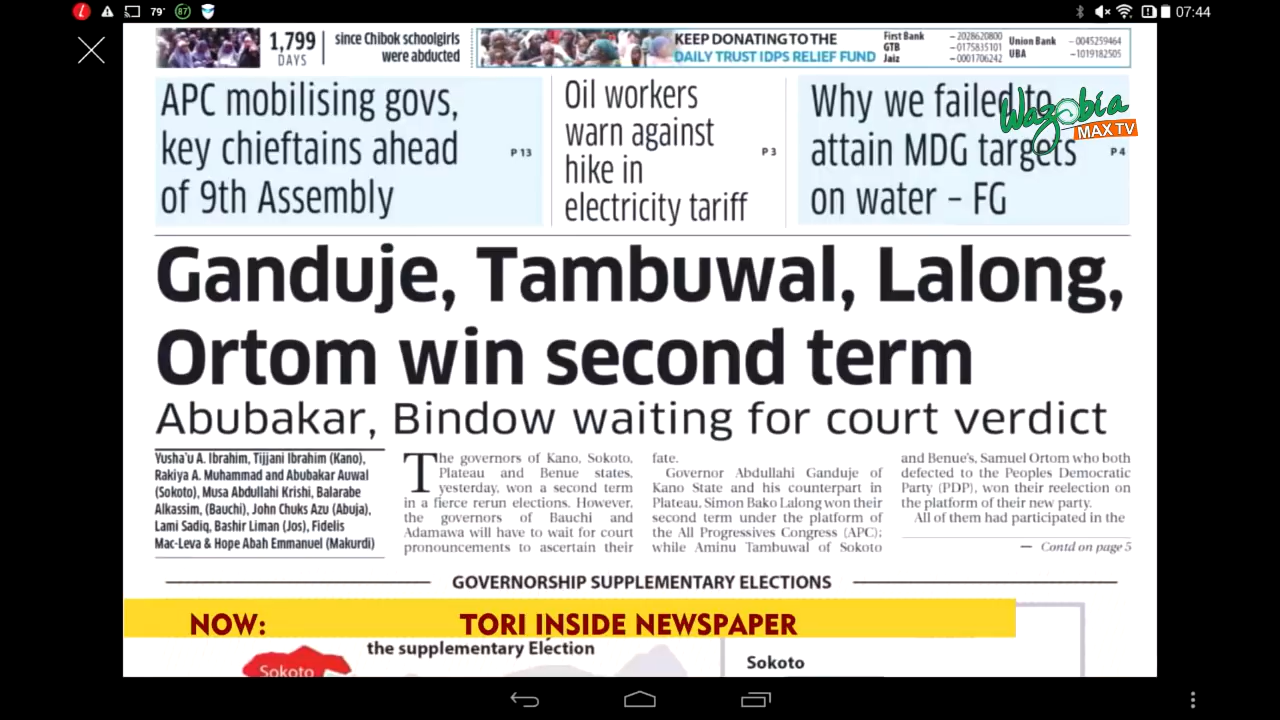 79°
87
07:44
1,799
DAYS
since Chibok schoolgirls
were abducted
KEEP DONATING TO THE
DAILY TRUST IDPS RELIEF FUND
First Bank – 2028620800
GTB – 0175835101
Jaiz – 0001706242
Union Bank – 0045259464
UBA – 1019182505
APC mobilising govs,
key chieftains ahead
of 9th Assembly
P 13
Oil workers
warn against
hike in
electricity tariff
P 3
Why we failed to
attain MDG targets
on water – FG
P 4
Wazobia
MAX TV
Ganduje, Tambuwal, Lalong,
Ortom win second term
Abubakar, Bindow waiting for court verdict
Yusha'u A. Ibrahim, Tijjani Ibrahim (Kano),
Rakiya A. Muhammad and Abubakar Auwal
(Sokoto), Musa Abdullahi Krishi, Balarabe
Alkassim, (Bauchi), John Chuks Azu (Abuja),
Lami Sadiq, Bashir Liman (Jos), Fidelis
Mac-Leva & Hope Abah Emmanuel (Makurdi)
The governors of Kano, Sokoto,
Plateau and Benue states,
yesterday, won a second term
in a fierce rerun elections. However,
the governors of Bauchi and
Adamawa will have to wait for court
pronouncements to ascertain their
fate.
Governor Abdullahi Ganduje of
Kano State and his counterpart in
Plateau, Simon Bako Lalong won their
second term under the platform of
the All Progressives Congress (APC);
while Aminu Tambuwal of Sokoto
and Benue's, Samuel Ortom who both
defected to the Peoples Democratic
Party (PDP), won their reelection on
the platform of their new party.
All of them had participated in the
— Contd on page 5
GOVERNORSHIP SUPPLEMENTARY ELECTIONS
NOW: TORI INSIDE NEWSPAPER
the supplementary Election
Sokoto
Sokoto